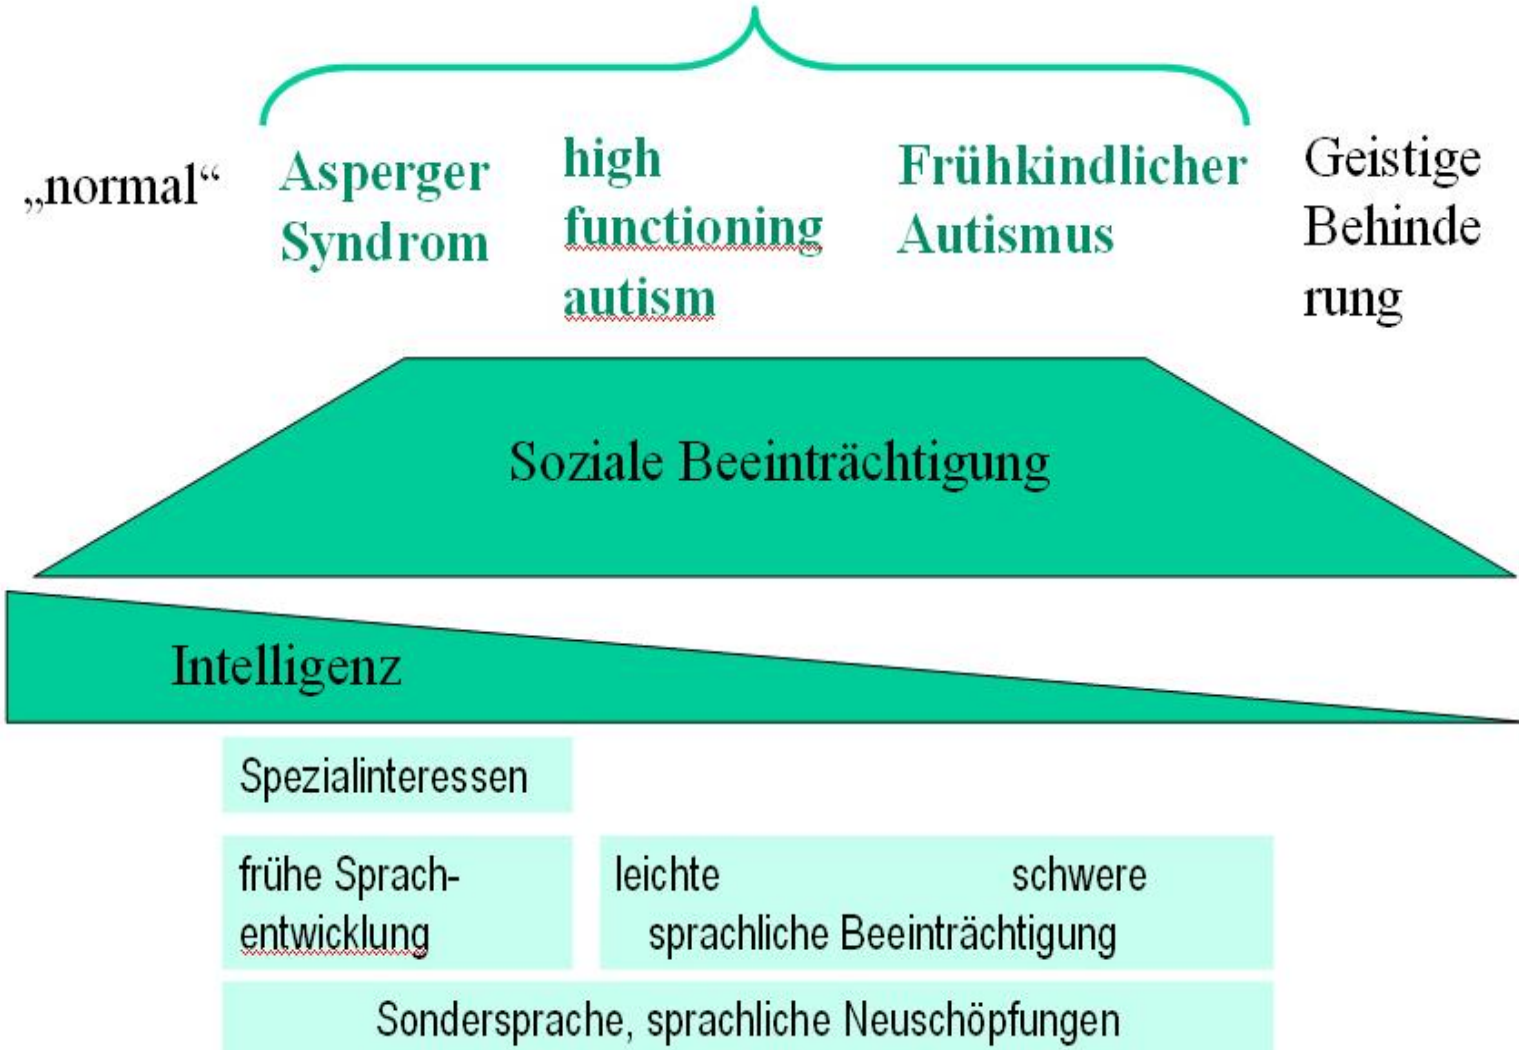 „normal“
Asperger
Syndrom
high
functioning
autism
Frühkindlicher
Autismus
Geistige
Behinde
rung
Soziale Beeinträchtigung
Intelligenz
Spezialinteressen
frühe Sprach-
entwicklung
leichte schwere
sprachliche Beeinträchtigung
Sondersprache, sprachliche Neuschöpfungen